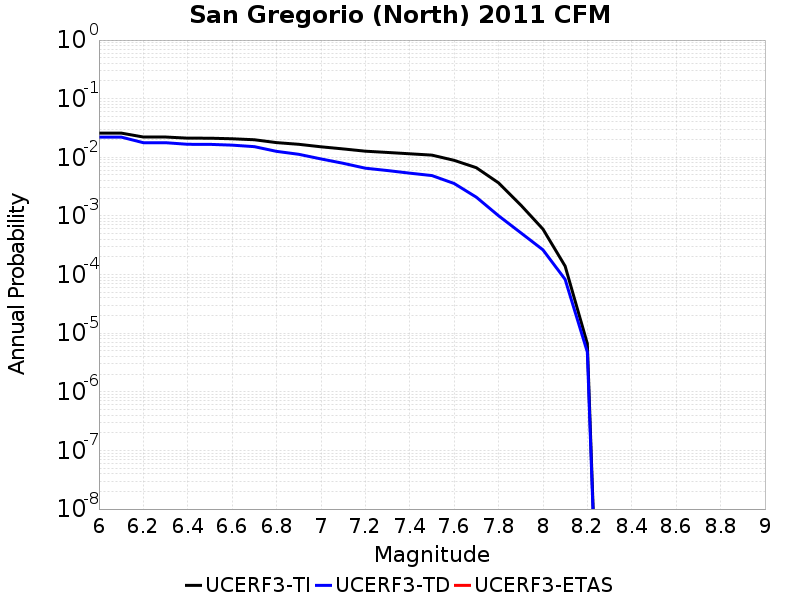 San Gregorio (North) 2011 CFM
10^0
10^-1
10^-2
10^-3
10^-4
10^-5
10^-6
10^-7
10^-8
Annual Probability
6 6.2 6.4 6.6 6.8 7 7.2 7.4 7.6 7.8 8 8.2 8.4 8.6 8.8 9
Magnitude
UCERF3-TI UCERF3-TD UCERF3-ETAS